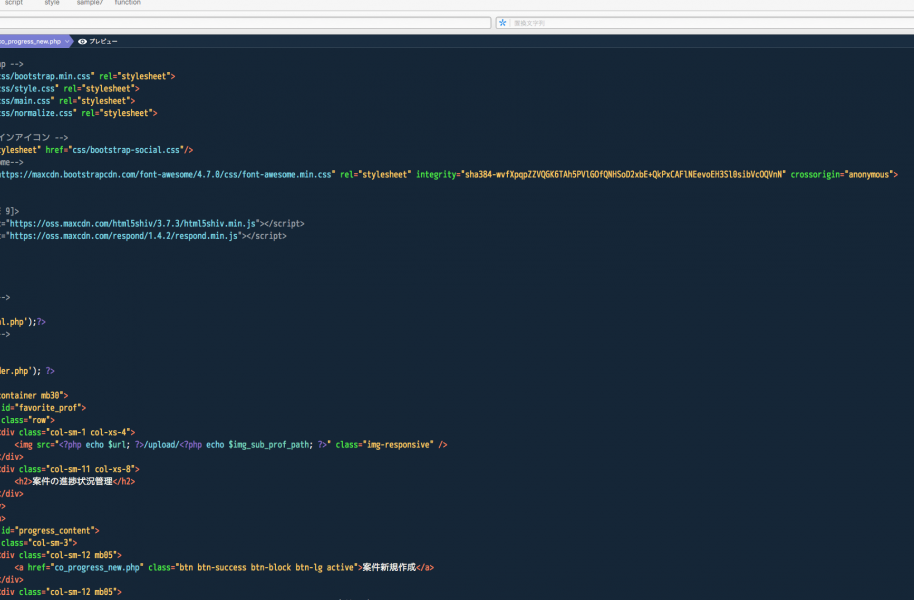 script style sample7 function
置換文字列
co_progress_new.php プレビュー
p -->
css/bootstrap.min.css" rel="stylesheet">
css/style.css" rel="stylesheet">
css/main.css" rel="stylesheet">
css/normalize.css" rel="stylesheet">
インアイコン -->
ylesheet" href="css/bootstrap-social.css"/>
ome-->
https://maxcdn.bootstrapcdn.com/font-awesome/4.7.0/css/font-awesome.min.css" rel="stylesheet" integrity="sha384-wvfXpqpZZVQGK6TAh5PVlGOfQNHSoD2xbE+QkPxCAFlNEevoEH3Sl0sibVcOQVnN" crossorigin="anonymous">
9]>
="https://oss.maxcdn.com/html5shiv/3.7.3/html5shiv.min.js"></script>
="https://oss.maxcdn.com/respond/1.4.2/respond.min.js"></script>
-->
l.php');?>
-->
der.php'); ?>
container mb30">
id="favorite_prof">
class="row">
div class="col-sm-1 col-xs-4">
<img src="<?php echo $url; ?>/upload/<?php echo $img_sub_prof_path; ?>" class="img-responsive" />
/div>
div class="col-sm-11 col-xs-8">
<h2>案件の進捗状況管理</h2>
/div>
>
>
id="progress_content">
class="col-sm-3">
div class="col-sm-12 mb05">
<a href="co_progress_new.php" class="btn btn-success btn-block btn-lg active">案件新規作成</a>
/div>
div class="col-sm-12 mb05">